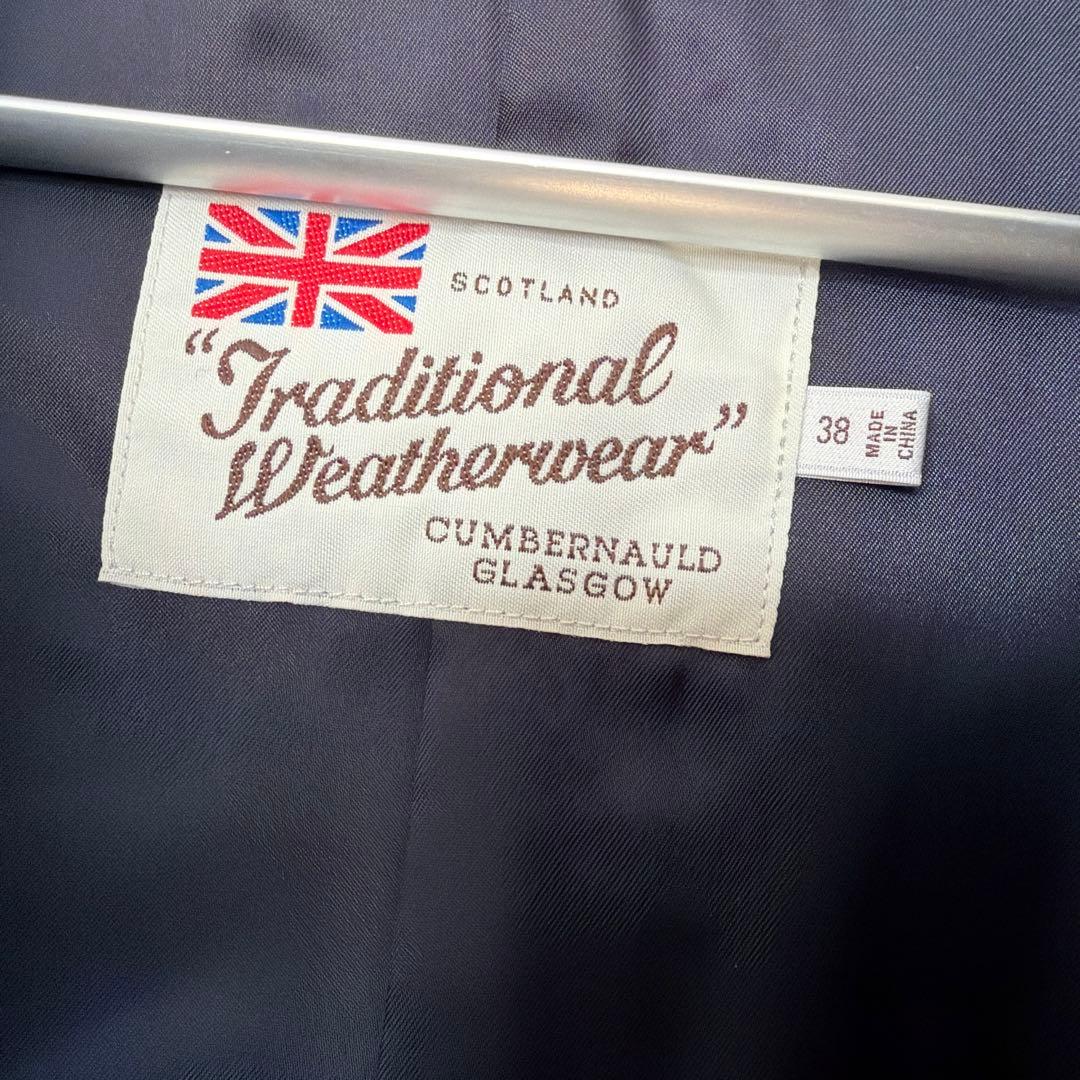 SCOTLAND
“Traditional
Weatherwear”
CUMBERNAULD
GLASGOW
38
MADE
IN
CHINA